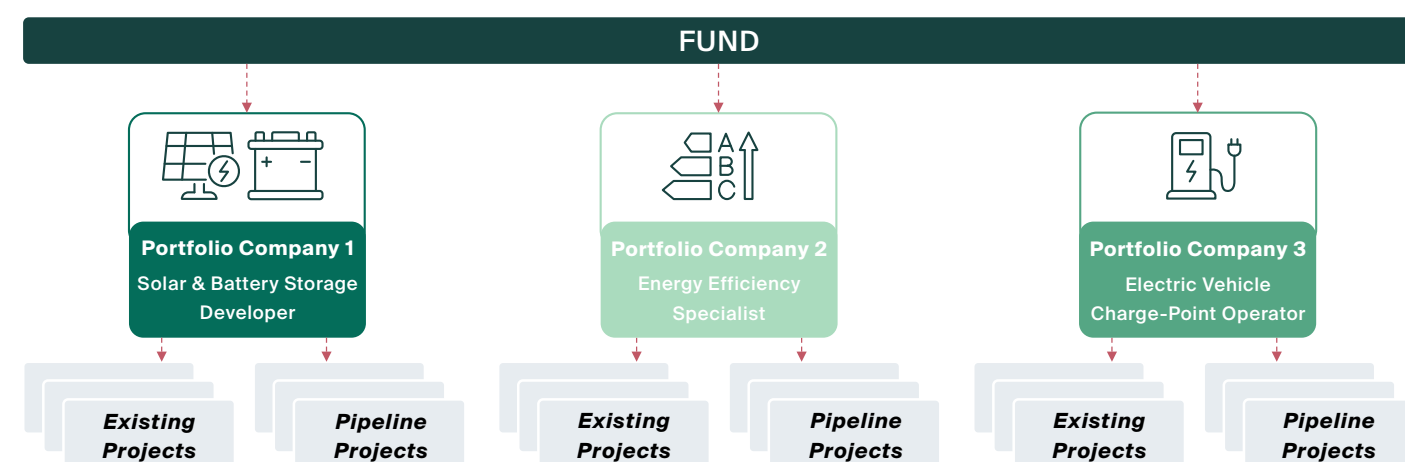 FUND
+ −
A
B
C
Portfolio Company 1
Solar & Battery Storage
Developer
Portfolio Company 2
Energy Efficiency
Specialist
Portfolio Company 3
Electric Vehicle
Charge-Point Operator
Existing
Projects
Pipeline
Projects
Existing
Projects
Pipeline
Projects
Existing
Projects
Pipeline
Projects